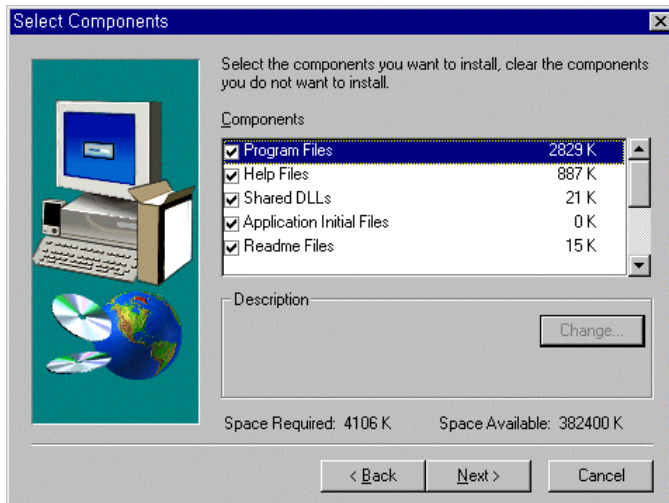 Select Components
Select the components you want to install, clear the components
you do not want to install.
Components
Program Files 2829 K
Help Files 887 K
Shared DLLs 21 K
Application Initial Files 0 K
Readme Files 15 K
Description
Change...
Space Required: 4106 K Space Available: 382400 K
< Back Next > Cancel